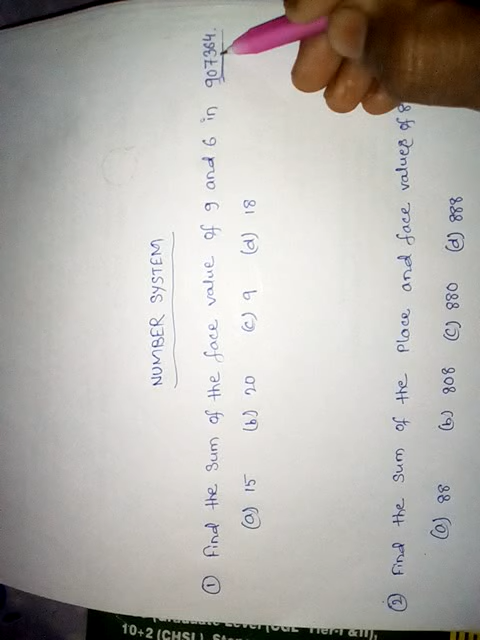 NUMBER SYSTEM
① Find the sum of the face value of 9 and 6 in 907364.
(a) 15 (b) 20 (c) 9 (d) 18
② Find the sum of the Place and face values of 8
(a) 88 (b) 808 (c) 880 (d) 888
10+2 (CHSL)